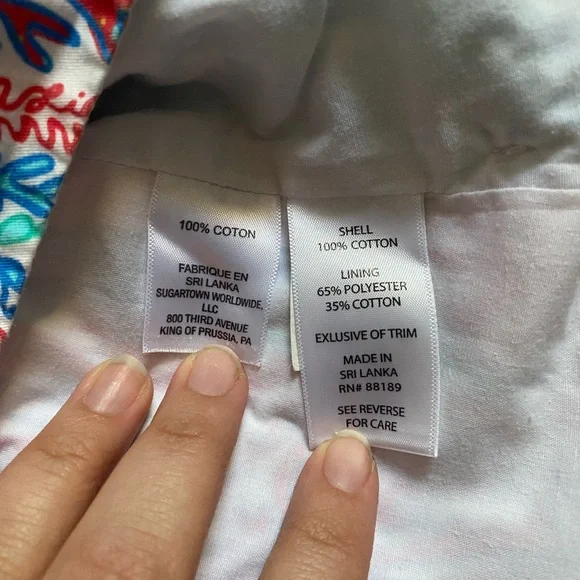 100% COTON
FABRIQUE EN
SRI LANKA
SUGARTOWN WORLDWIDE,
LLC
800 THIRD AVENUE
KING OF PRUSSIA, PA
SHELL
100% COTTON
LINING
65% POLYESTER
35% COTTON
EXLUSIVE OF TRIM
MADE IN
SRI LANKA
RN# 88189
SEE REVERSE
FOR CARE